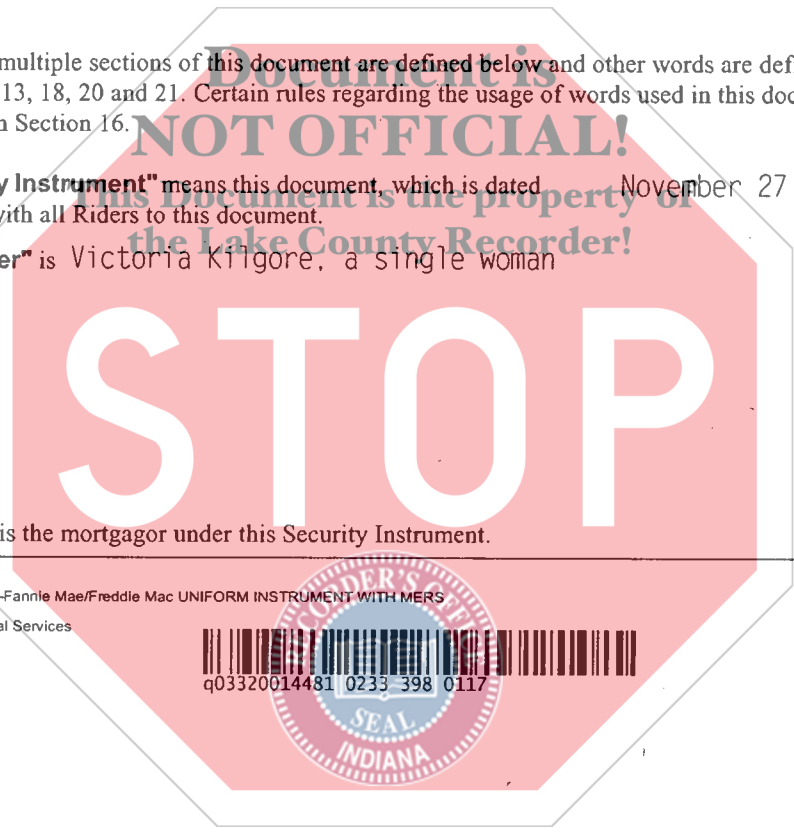 multiple sections of this document are defined below and other words are def
13, 18, 20 and 21. Certain rules regarding the usage of words used in this doc
n Section 16.
Document is
NOT OFFICIAL!
This Document is the property of
the Lake County Recorder!
y Instrument" means this document, which is dated November 27
with all Riders to this document.
er" is Victoria Kilgore, a single woman
STOP
is the mortgagor under this Security Instrument.
-Fannie Mae/Freddie Mac UNIFORM INSTRUMENT WITH MERS
al Services
q03320014481 0233 398 0117
RECORDER'S OFFICE
SEAL
INDIANA